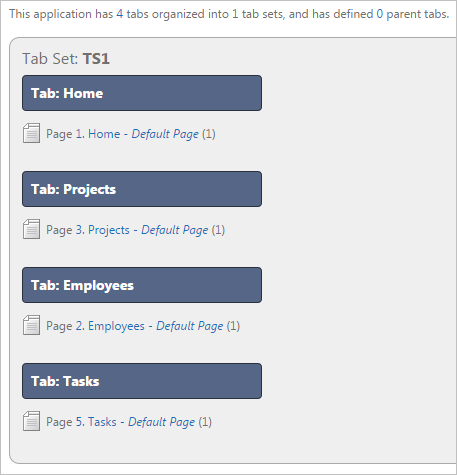 This application has 4 tabs organized into 1 tab sets, and has defined 0 parent tabs.
Tab Set: TS1
Tab: Home
Page 1. Home - Default Page (1)
Tab: Projects
Page 3. Projects - Default Page (1)
Tab: Employees
Page 2. Employees - Default Page (1)
Tab: Tasks
Page 5. Tasks - Default Page (1)